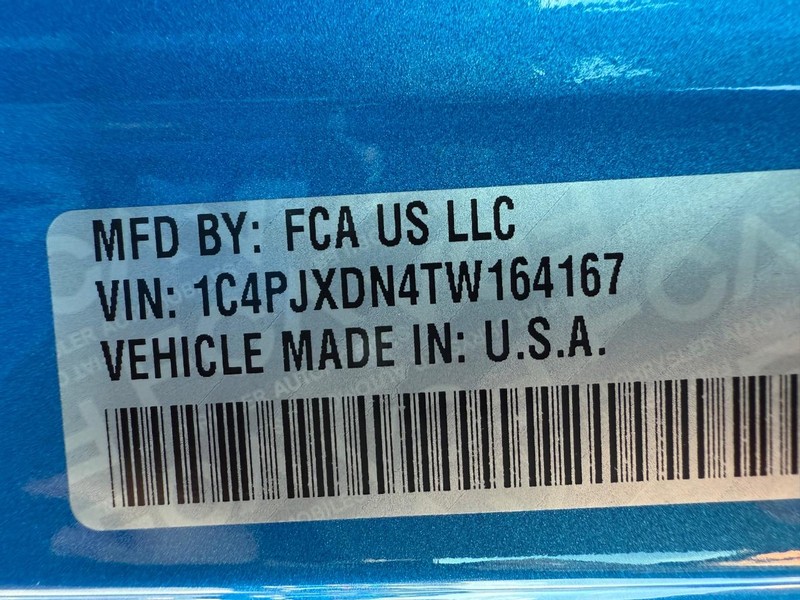 MFD BY: FCA US LLC
VIN: 1C4PJXDN4TW164167
VEHICLE MADE IN: U.S.A.